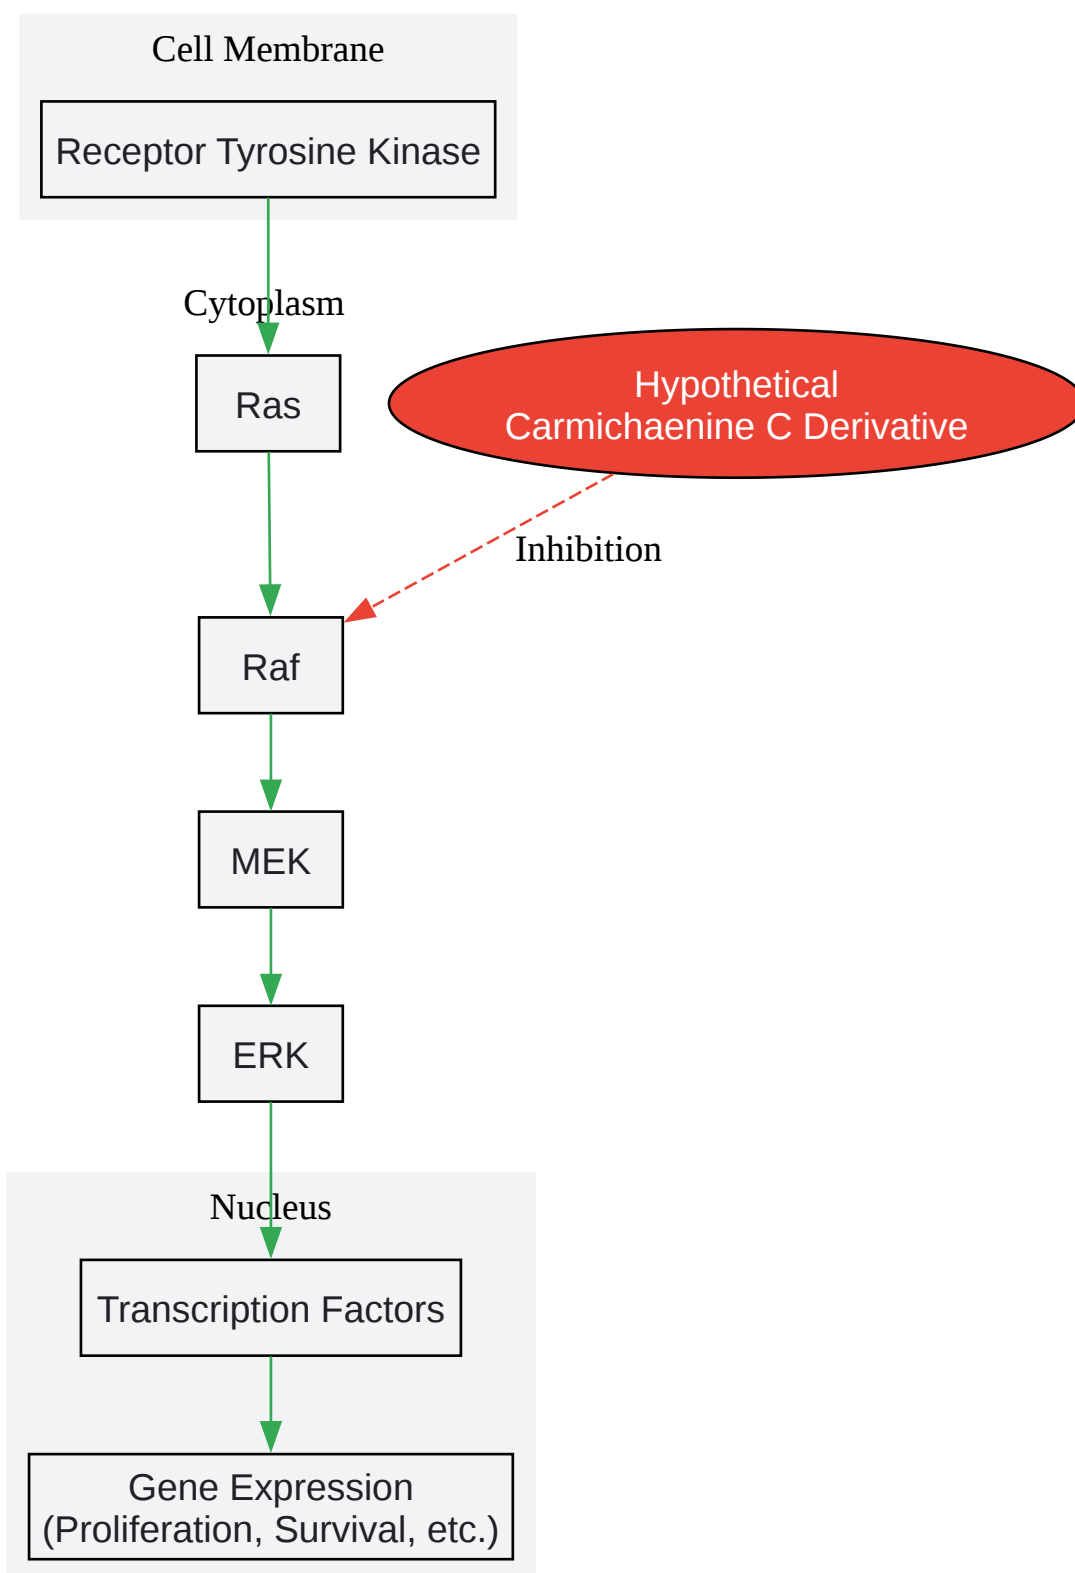 Cell Membrane
Receptor Tyrosine Kinase
Cytoplasm
Ras
Hypothetical
Carmichaenine C Derivative
Inhibition
Raf
MEK
ERK
Nucleus
Transcription Factors
Gene Expression
(Proliferation, Survival, etc.)